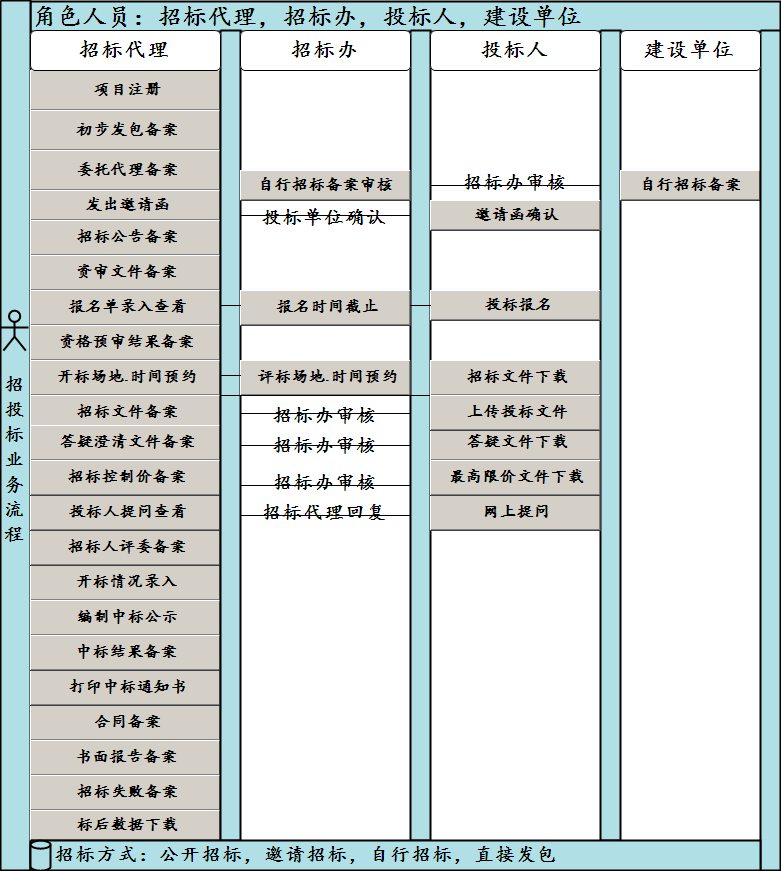 角色人员：招标代理，招标办，投标人，建设单位
招标代理
招标办
投标人
建设单位
项目注册
初步发包备案
委托代理备案
发出邀请函
招标公告备案
资审文件备案
报名单录入查看
资格预审结果备案
开标场地.时间预约
招标文件备案
答疑澄清文件备案
招标控制价备案
投标人提问查看
招标人评委备案
开标情况录入
编制中标公示
中标结果备案
打印中标通知书
合同备案
书面报告备案
招标失败备案
标后数据下载
自行招标备案审核
投标单位确认
报名时间截止
评标场地.时间预约
招标办审核
招标办审核
招标办审核
招标代理回复
招标办审核
邀请函确认
投标报名
招标文件下载
上传投标文件
答疑文件下载
最高限价文件下载
网上提问
自行招标备案
招投标业务流程
招标方式：公开招标，邀请招标，自行招标，直接发包